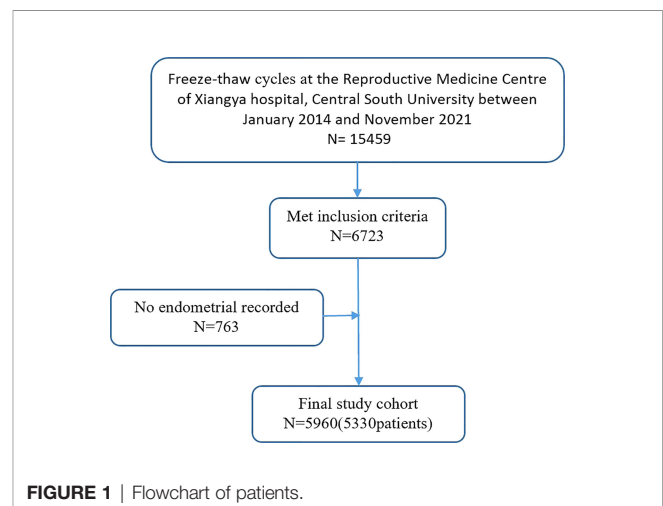 Freeze-thaw cycles at the Reproductive Medicine Centre
of Xiangya hospital, Central South University between
January 2014 and November 2021
N= 15459
Met inclusion criteria
N=6723
No endometrial recorded
N=763
Final study cohort
N=5960(5330patients)
FIGURE 1 | Flowchart of patients.